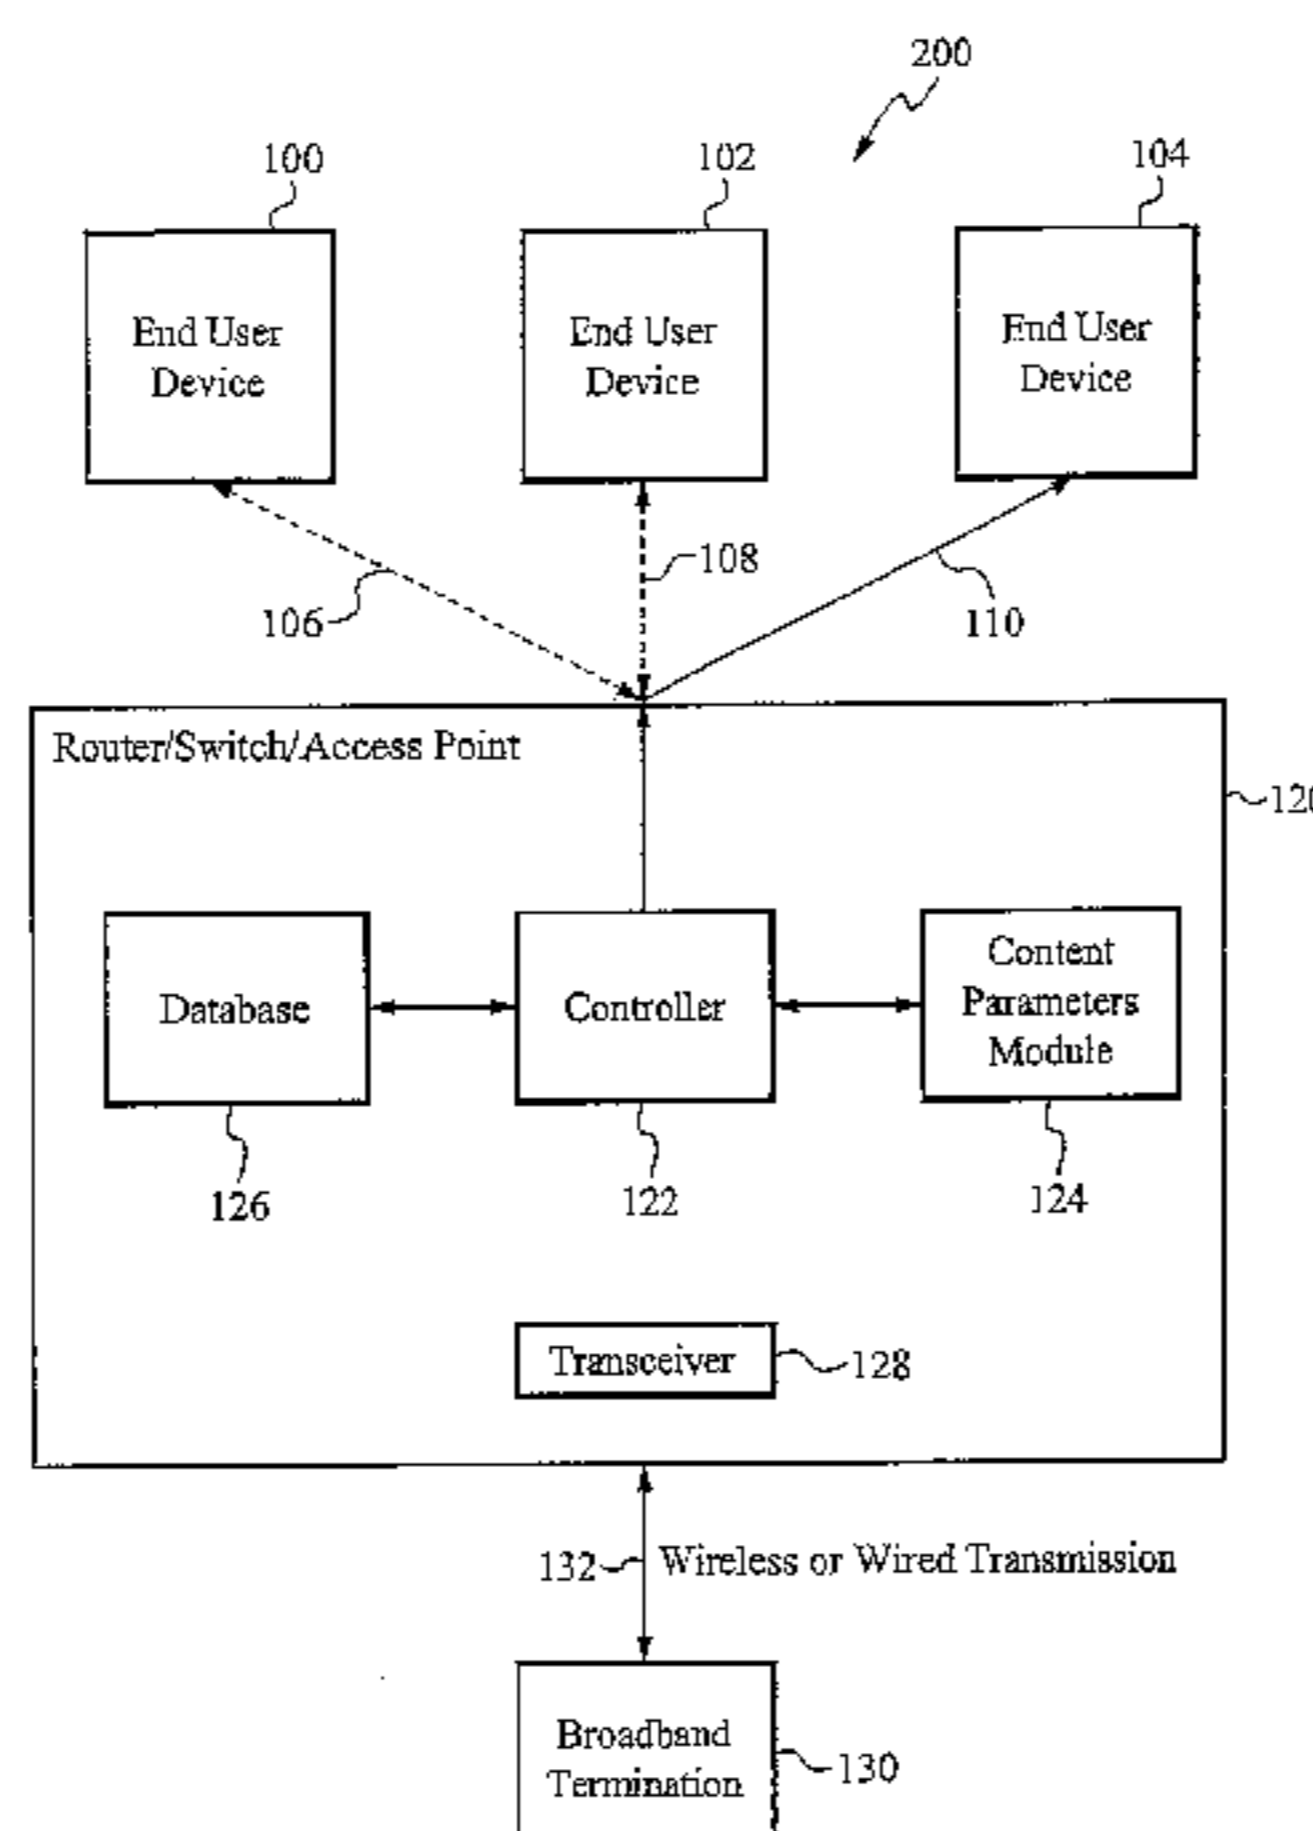 200
100
102
104
End User
Device
End User
Device
End User
Device
108
106
110
Router/Switch/Access Point
120
Database
Controller
Content
Parameters
Module
126
122
124
Transceiver
128
132
Wireless or Wired Transmission
Broadband
Termination
130